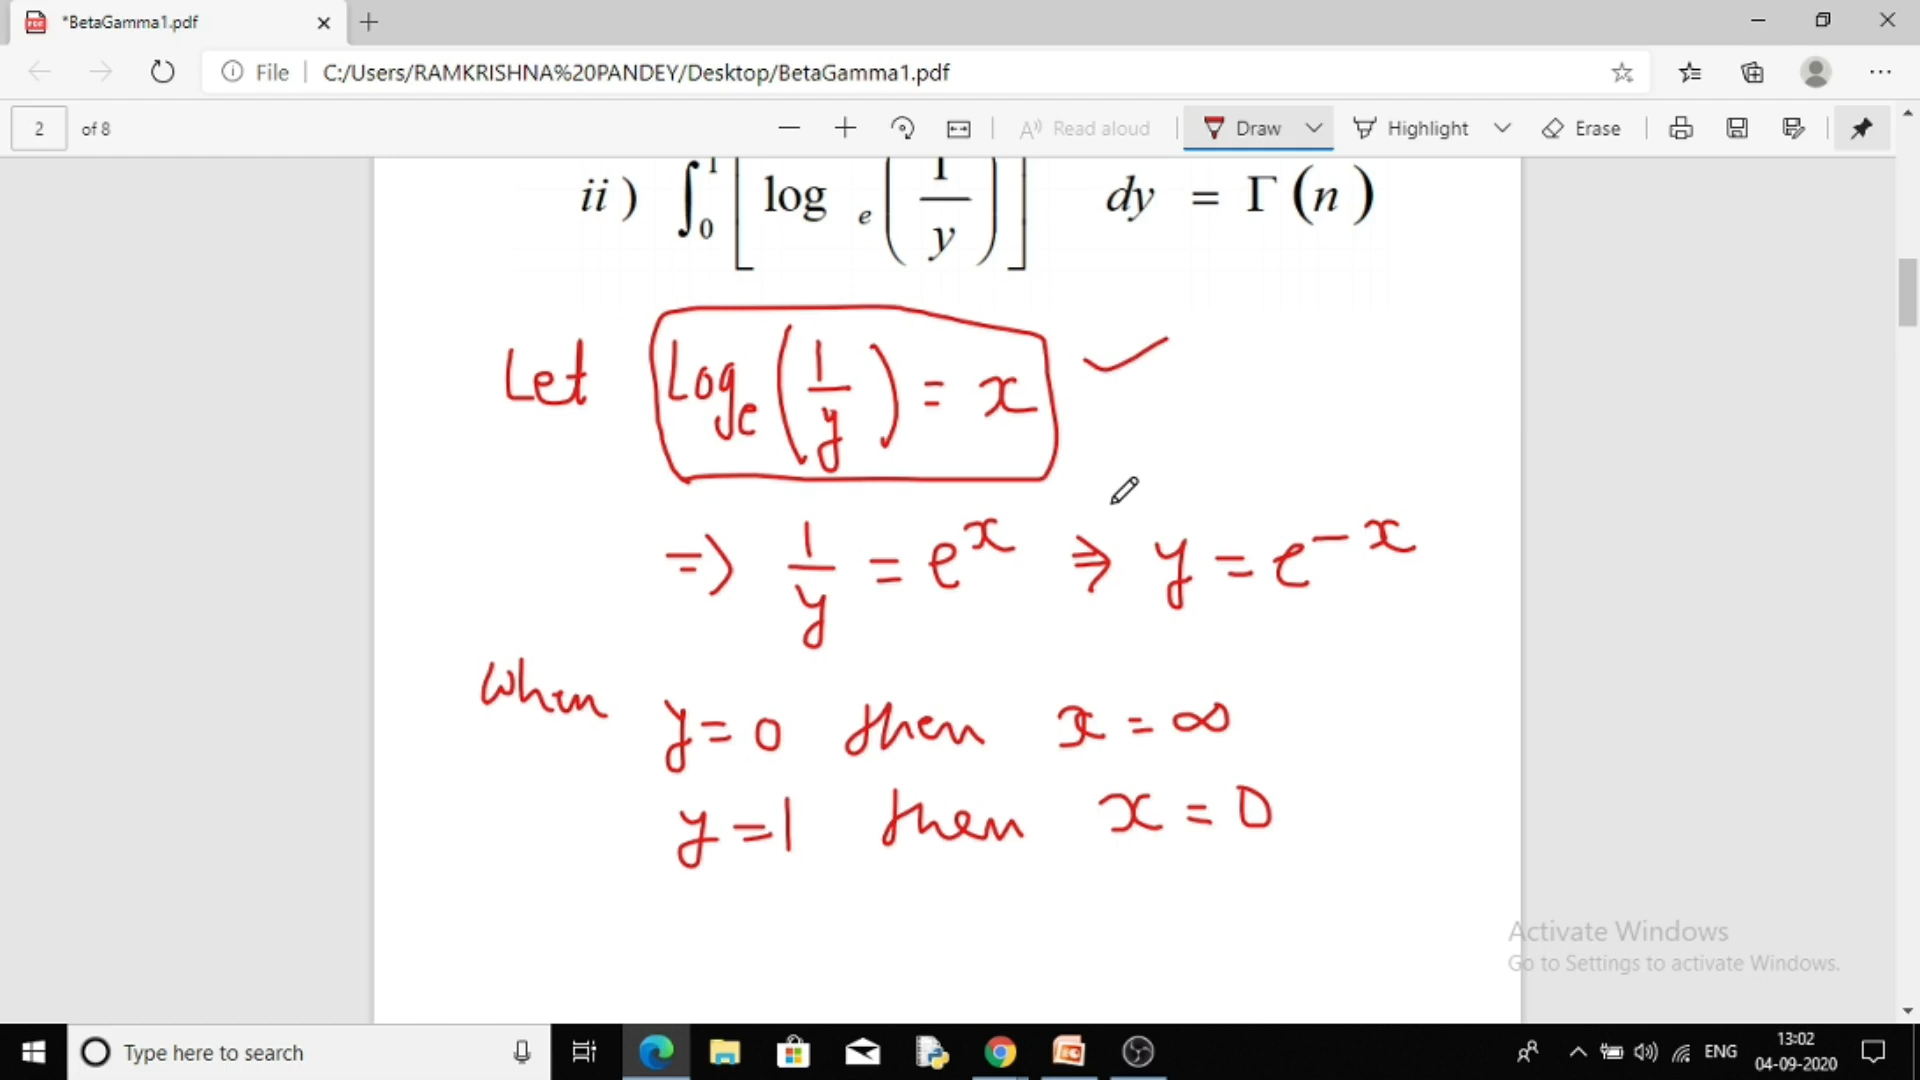 *BetaGamma1.pdf
File | C:/Users/RAMKRISHNA%20PANDEY/Desktop/BetaGamma1.pdf
2 of 8 Read aloud Draw Highlight Erase
ii ) ∫₀¹ [ log e ( 1 / y ) ] dy = Γ ( n )
Let Log e ( 1 / y ) = x ✓
=> 1 / y = e^x => y = e^-x
When y = 0 then x = ∞
y = 1 then x = 0
Activate Windows
Go to Settings to activate Windows.
Type here to search
ENG
13:02
04-09-2020